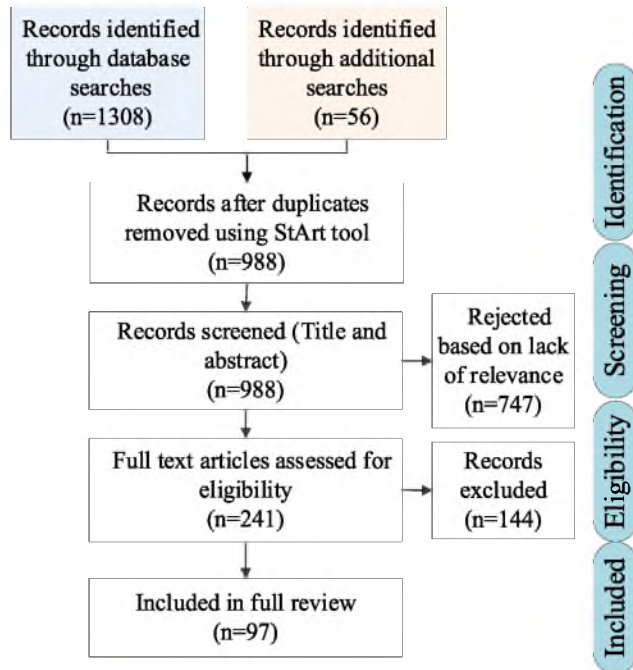 Records identified
through database
searches
(n=1308)
Records identified
through additional
searches
(n=56)
Identification
Records after duplicates
removed using StArt tool
(n=988)
Screening
Records screened (Title and
abstract)
(n=988)
Rejected
based on lack
of relevance
(n=747)
Eligibility
Full text articles assessed for
eligibility
(n=241)
Records
excluded
(n=144)
Included
Included in full review
(n=97)